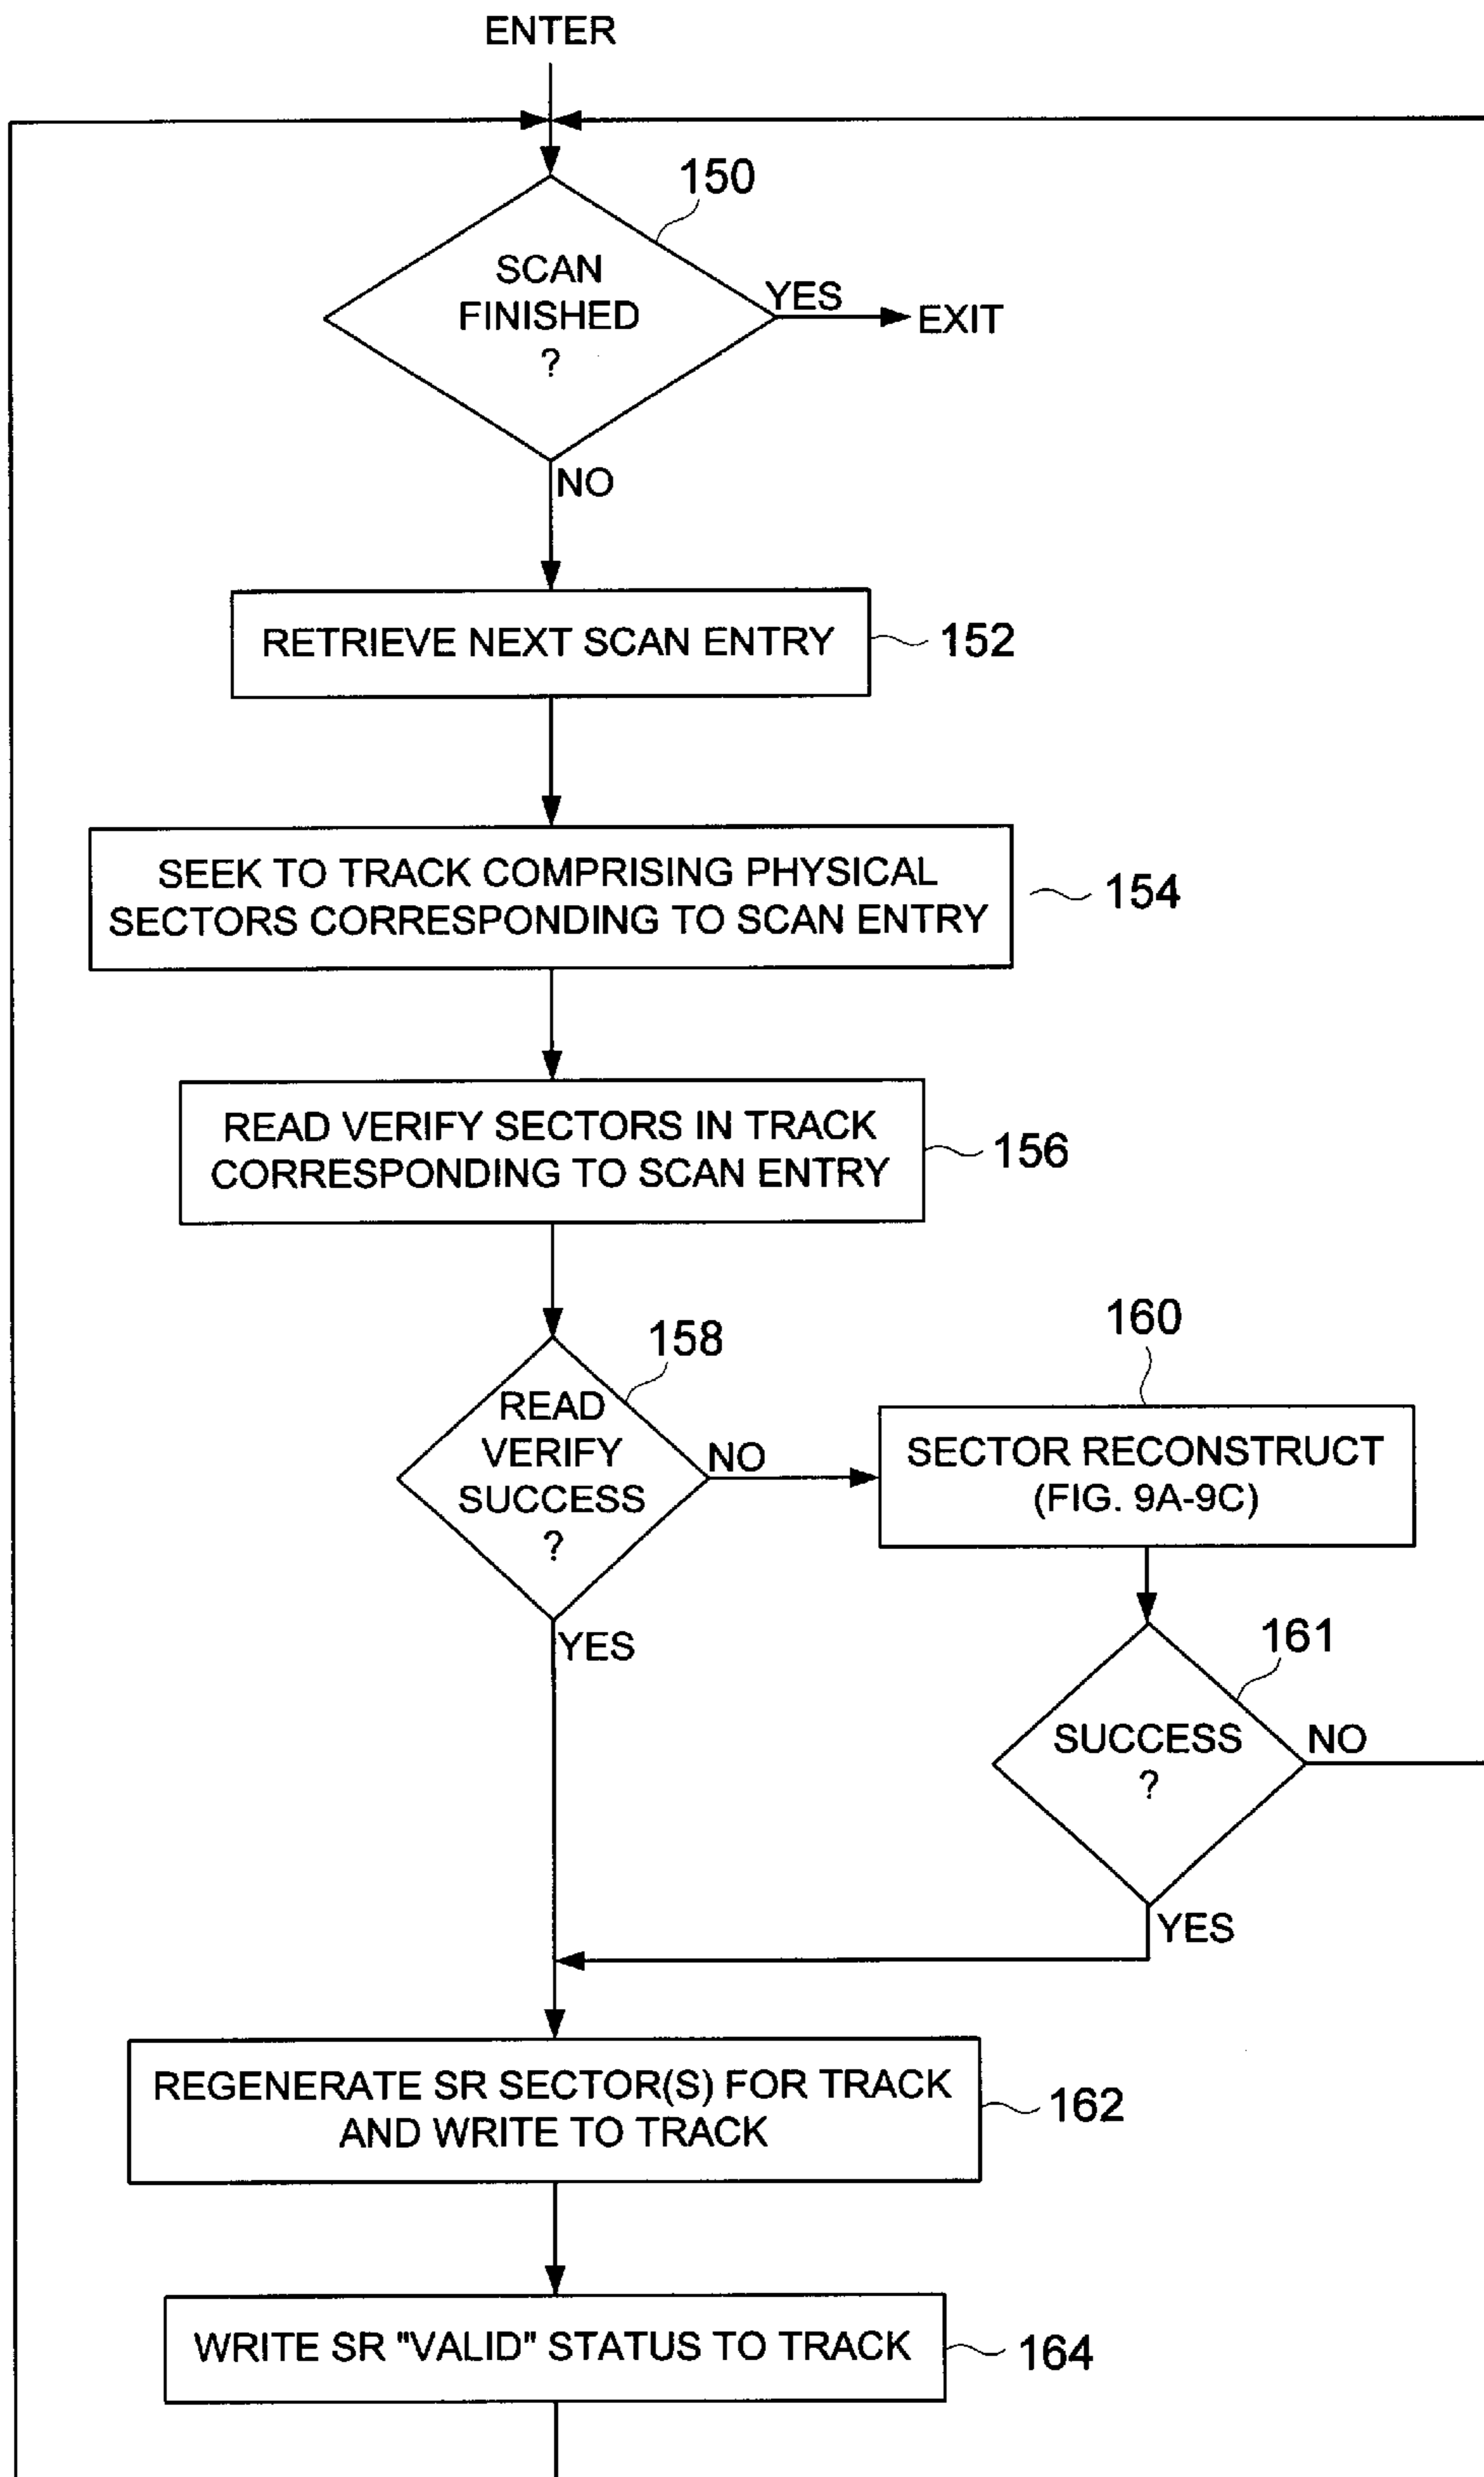 ENTER
150
SCAN
FINISHED
?
YES
EXIT
NO
RETRIEVE NEXT SCAN ENTRY
152
SEEK TO TRACK COMPRISING PHYSICAL
SECTORS CORRESPONDING TO SCAN ENTRY
154
READ VERIFY SECTORS IN TRACK
CORRESPONDING TO SCAN ENTRY
156
158
READ
VERIFY
SUCCESS
?
NO
YES
160
SECTOR RECONSTRUCT
(FIG. 9A-9C)
161
SUCCESS
?
NO
YES
REGENERATE SR SECTOR(S) FOR TRACK
AND WRITE TO TRACK
162
WRITE SR "VALID" STATUS TO TRACK
164